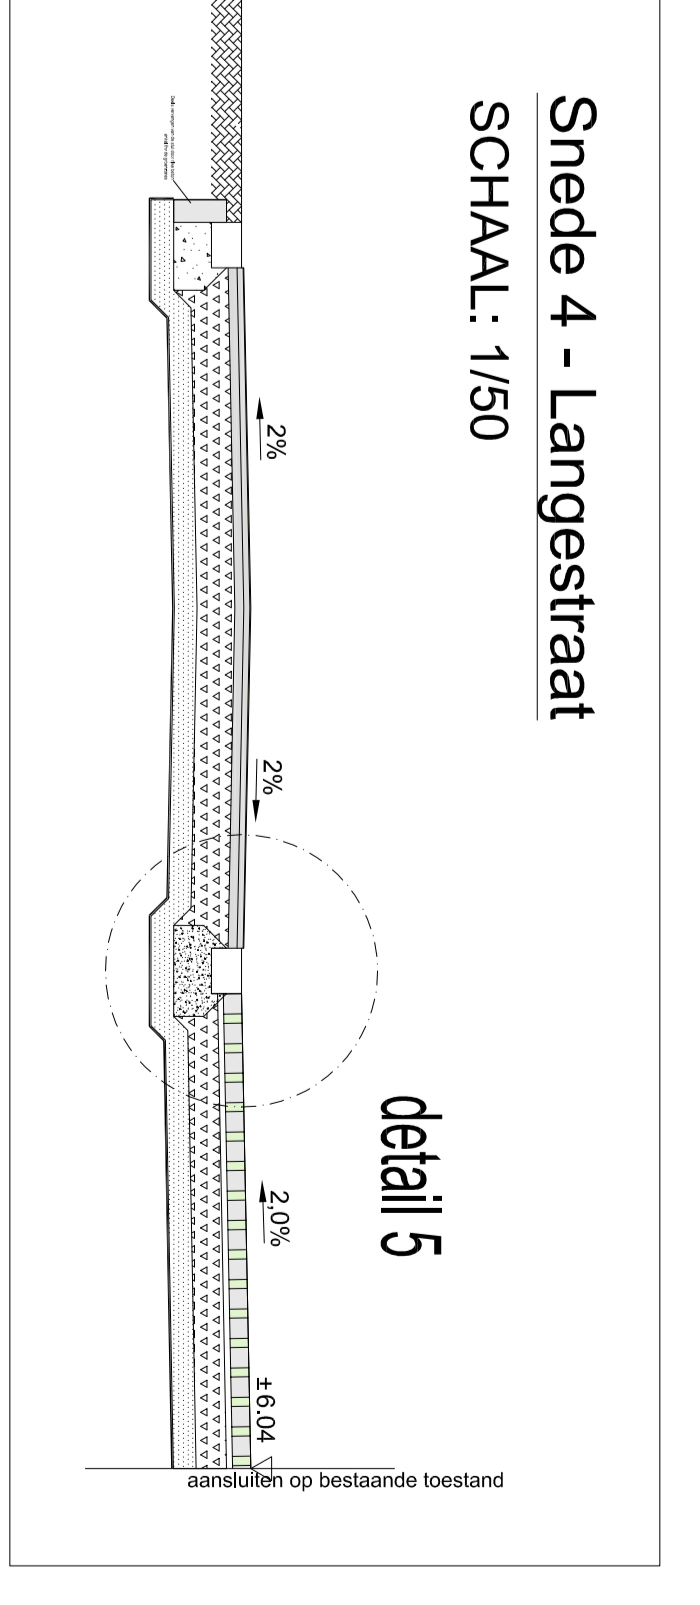 Snede 4 - Langestraat
SCHAAL: 1/50
2%
2%
detail 5
2,0%
±6.04
aansluiten op bestaande toestand